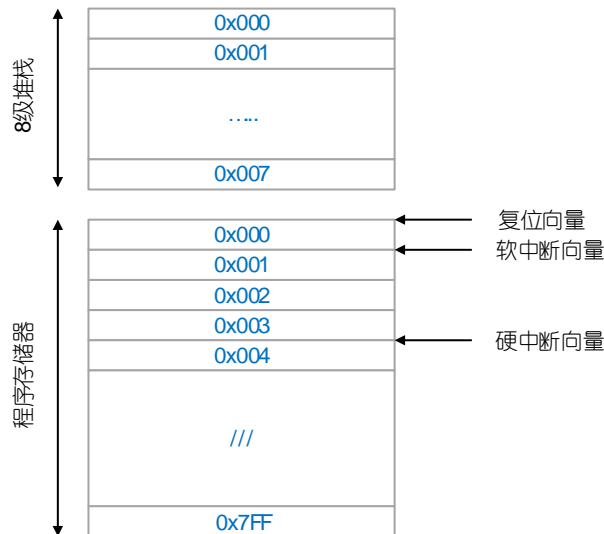 8级堆栈
0x000
0x001
…..
0x007
程序存储器
0x000
复位向量
软中断向量
0x001
0x002
0x003
硬中断向量
0x004
///
0x7FF